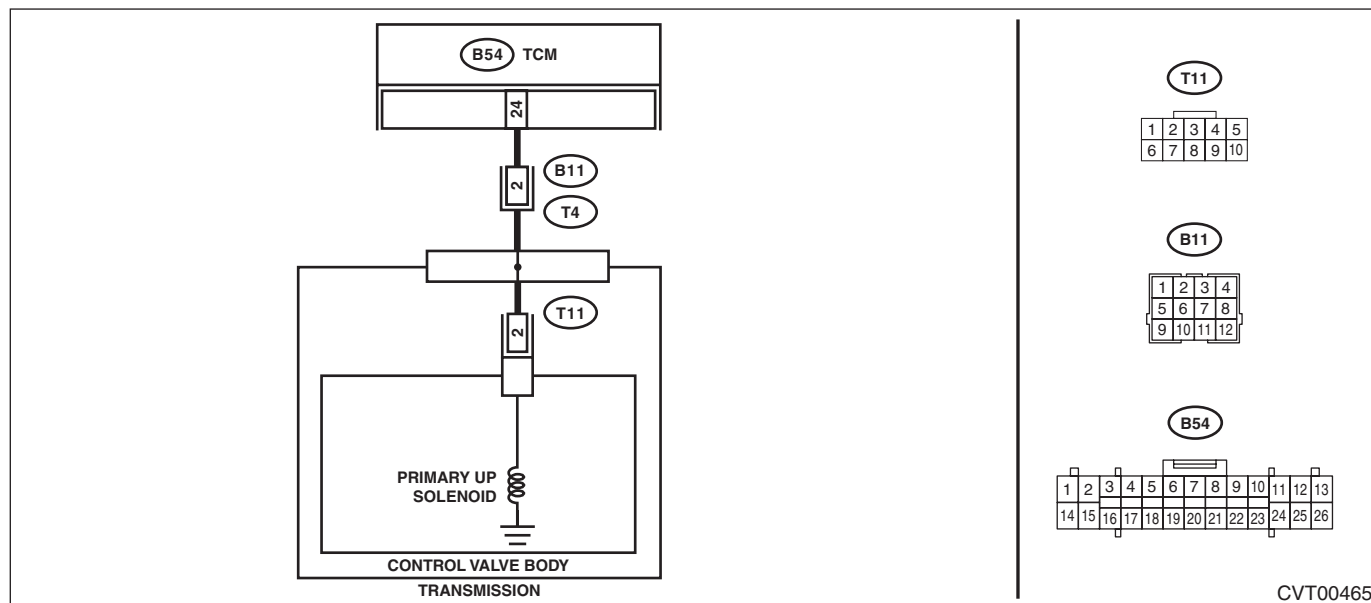 B54 TCM
24
2
B11
T4
2
T11
PRIMARY UP
SOLENOID
CONTROL VALVE BODY
TRANSMISSION
T11
1 2 3 4 5
6 7 8 9 10
B11
1 2 3 4
5 6 7 8
9 10 11 12
B54
1 2 3 4 5 6 7 8 9 10 11 12 13
14 15 16 17 18 19 20 21 22 23 24 25 26
CVT00465